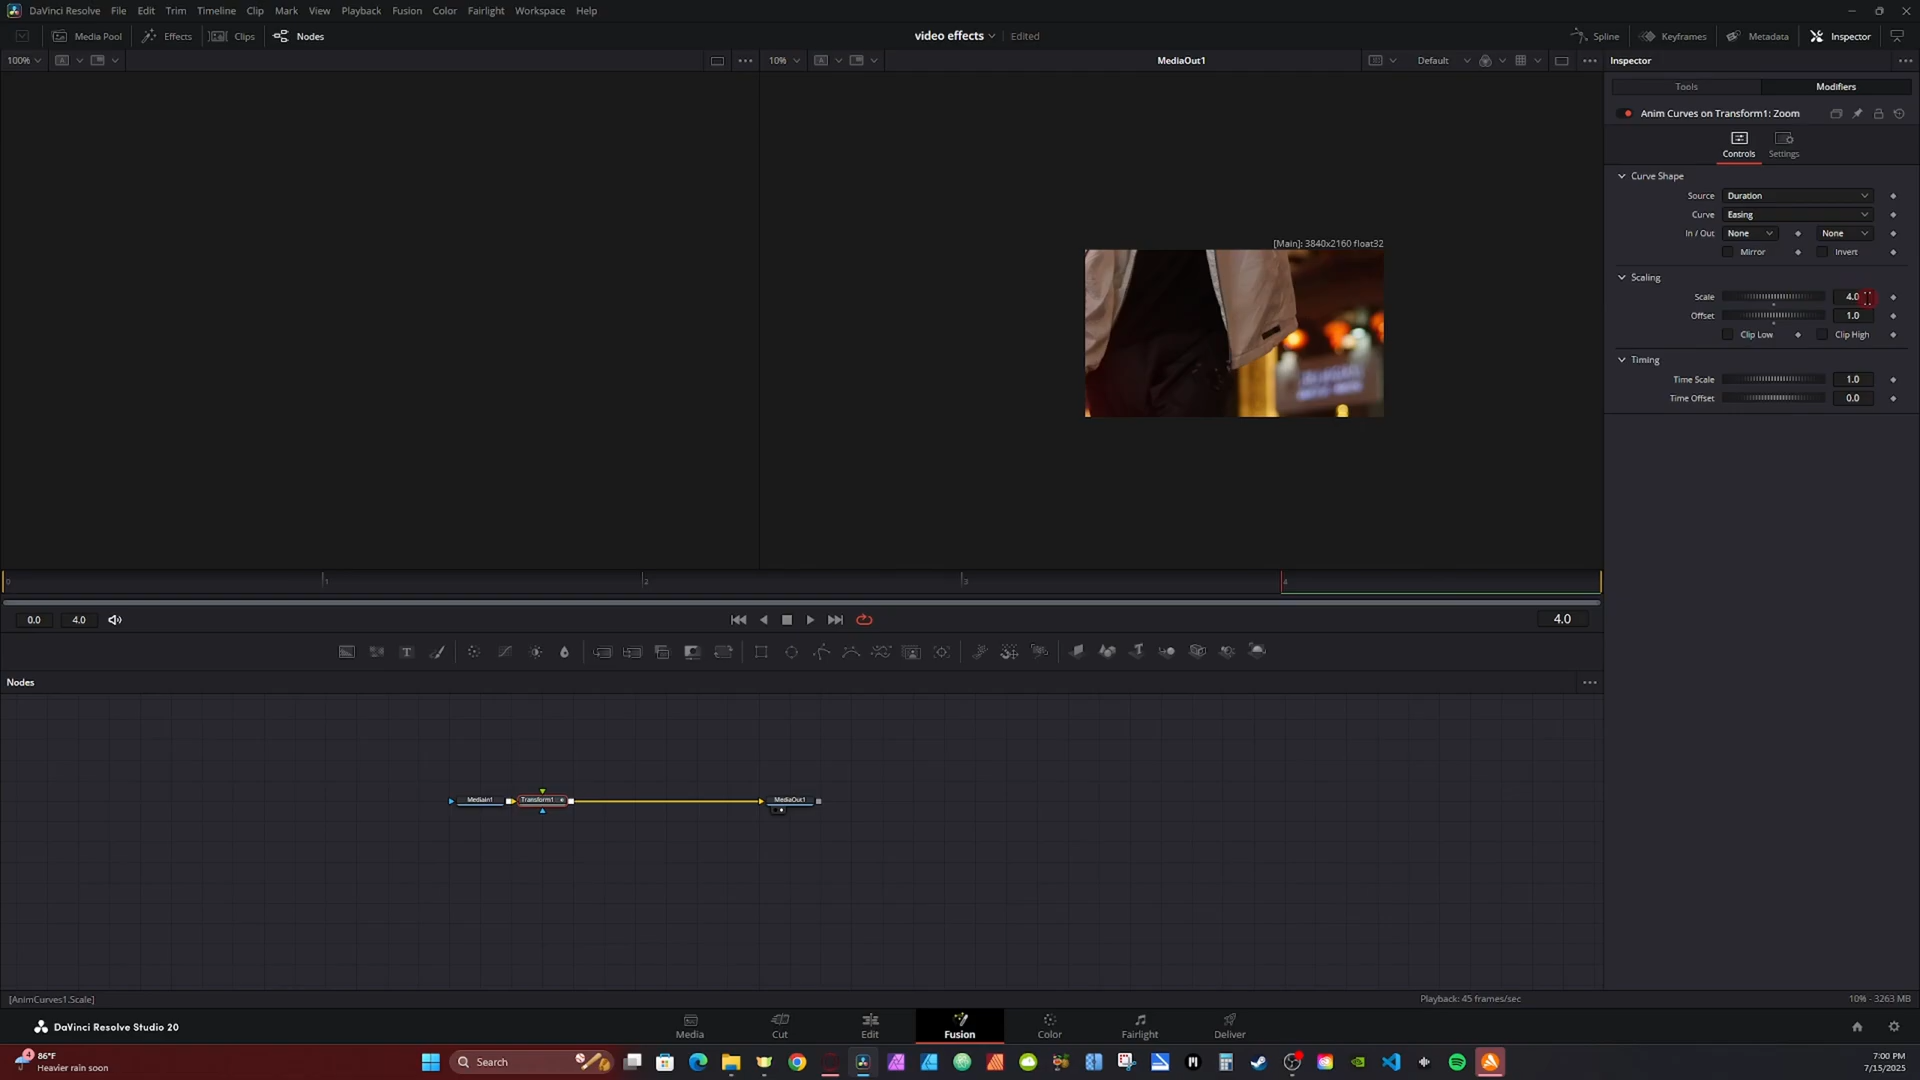 DaVinci Resolve File Edit Trim Timeline Clip Mark View Playback Fusion Color Fairlight Workspace Help
Media Pool Effects Clips Nodes video effects Edited Spline Keyframes Metadata Inspector
100% 10% MediaOut1 Default Inspector
Tools Modifiers
Anim Curves on Transform1: Zoom
Controls Settings
Curve Shape
Source Duration
Curve Easing
In / Out None None
Mirror Invert
[Main]: 3840x2160 float32
Scaling
Scale 4.0
Offset 1.0
Clip Low Clip High
Timing
Time Scale 1.0
Time Offset 0.0
0 1 2 3 4
0.0 4.0 4.0
Nodes
MediaIn1 Transform1 MediaOut1
[AnimCurves1.Scale] Playback: 45 frames/sec 10% - 3263 MB
DaVinci Resolve Studio 20 Media Cut Edit Fusion Color Fairlight Deliver
4 86°F
Heavier rain soon
Search
7:00 PM
7/15/2025